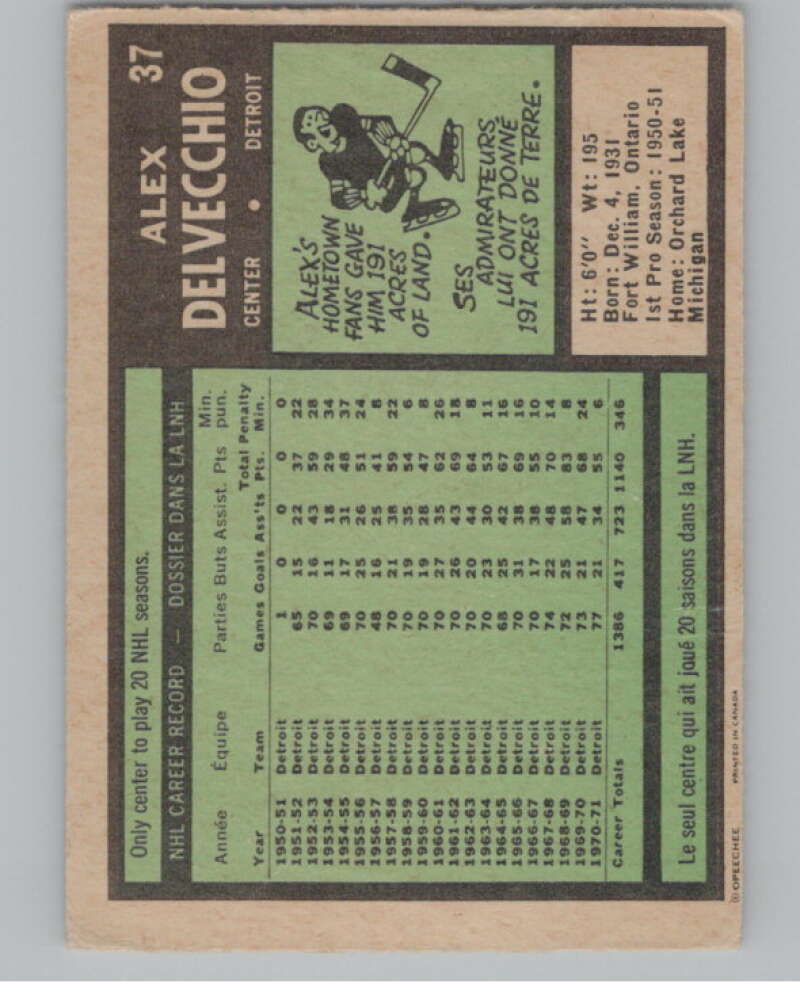 ALEX 37
DELVECCHIO
CENTER • DETROIT
Only center to play 20 NHL seasons.
NHL CAREER RECORD — DOSSIER DANS LA LNH
Min.
Année Équipe Parties Buts Assist. Pts pun.
Total Penalty
Year Team Games Goals Ass'ts Pts. Min.
1950-51 Detroit 1 0 0 0 0
1951-52 Detroit 65 15 22 37 22
1952-53 Detroit 70 16 43 59 28
1953-54 Detroit 69 11 18 29 34
1954-55 Detroit 69 17 31 48 37
1955-56 Detroit 70 25 26 51 24
1956-57 Detroit 48 16 25 41 8
1957-58 Detroit 70 21 38 59 22
1958-59 Detroit 70 19 35 54 6
1959-60 Detroit 70 19 28 47 8
1960-61 Detroit 70 27 35 62 26
1961-62 Detroit 70 26 43 69 18
1962-63 Detroit 70 20 44 64 8
1963-64 Detroit 70 23 30 53 11
1964-65 Detroit 68 25 42 67 16
1965-66 Detroit 70 31 38 69 16
1966-67 Detroit 70 17 38 55 10
1967-68 Detroit 74 22 48 70 14
1968-69 Detroit 72 25 58 83 8
1969-70 Detroit 73 21 47 68 24
1970-71 Detroit 77 21 34 55 6
Career Totals 1386 417 723 1140 346
Le seul centre qui ait joué 20 saisons dans la LNH.
ALEX'S
HOMETOWN
FANS GAVE
HIM 191
ACRES
OF LAND.
SES
ADMIRATEURS
LUI ONT DONNÉ
191 ACRES DE TERRE.
Ht: 6'0" Wt: 195
Born: Dec. 4, 1931
Fort William, Ontario
1st Pro Season: 1950-51
Home: Orchard Lake
Michigan
© OPEECHEE PRINTED IN CANADA